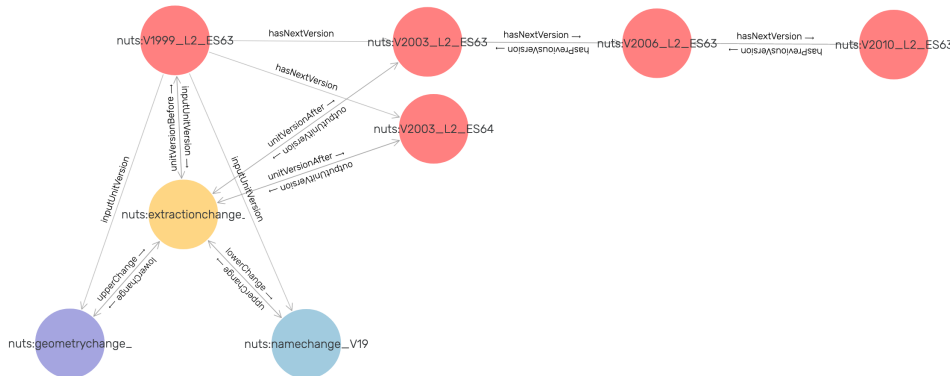 nuts:V1999_L2_ES63
hasNextVersion
nuts:V2003_L2_ES63
hasNextVersion →
← hasPreviousVersion
nuts:V2006_L2_ES63
hasNextVersion →
← hasPreviousVersion
nuts:V2010_L2_ES63
hasNextVersion
nuts:V2003_L2_ES64
unitVersionBefore →
inputUnitVersion →
unitVersionAfter →
outputUnitVersion →
unitVersionAfter →
outputUnitVersion →
inputUnitVersion
inputUnitVersion
nuts:extractionchange_
upperChange →
lowerChange →
lowerChange →
upperChange →
nuts:geometrychange_
nuts:namechange_V19